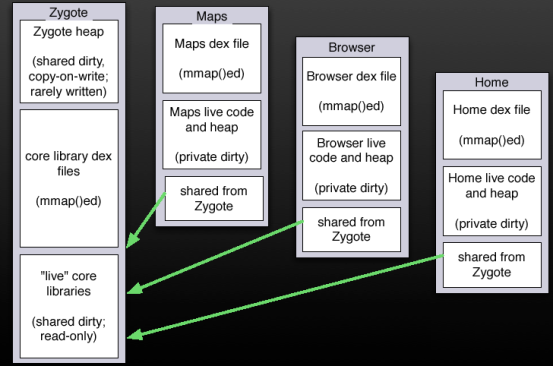 Zygote
Zygote heap
(shared dirty,
copy-on-write;
rarely written)
core library dex
files
(mmap()ed)
"live" core
libraries
(shared dirty;
read-only)
Maps
Maps dex file
(mmap()ed)
Maps live code
and heap
(private dirty)
shared from
Zygote
Browser
Browser dex file
(mmap()ed)
Browser live
code and heap
(private dirty)
shared from
Zygote
Home
Home dex file
(mmap()ed)
Home live code
and heap
(private dirty)
shared from
Zygote